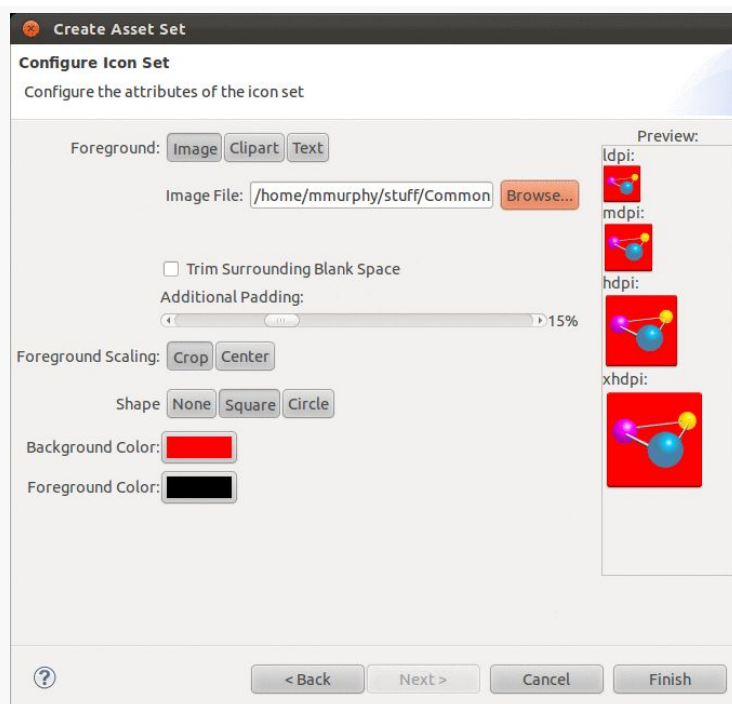 Create Asset Set
Configure Icon Set
Configure the attributes of the icon set
Foreground: Image Clipart Text
Image File: /home/mmurphy/stuff/Common Browse...
Trim Surrounding Blank Space
Additional Padding:
15%
Foreground Scaling: Crop Center
Shape None Square Circle
Background Color:
Foreground Color:
Preview:
ldpi:
mdpi:
hdpi:
xhdpi:
? < Back Next > Cancel Finish